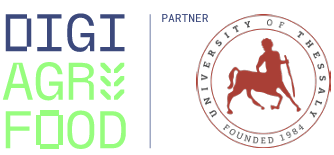 DIGI
AGR
FOOD
PARTNER
UNIVERSITY OF THESSALY
FOUNDED 1984